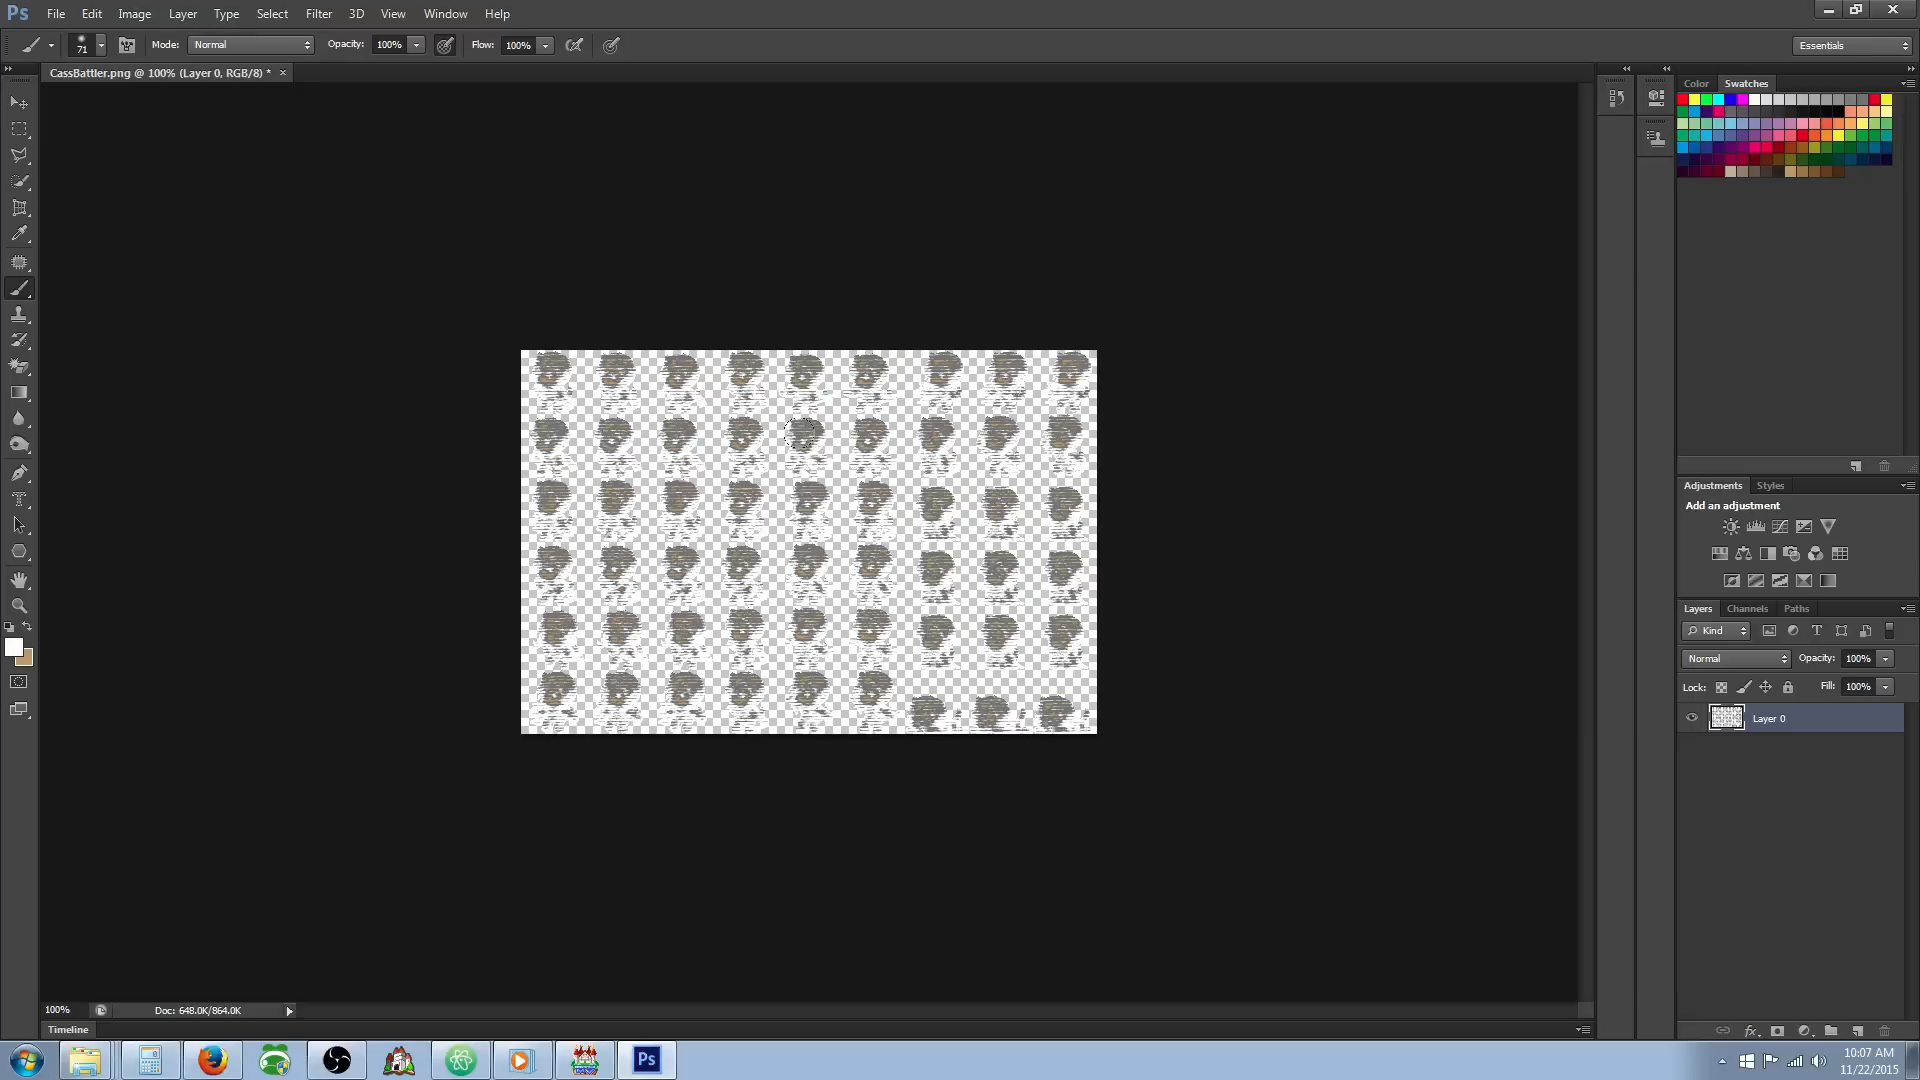 Ps File Edit Image Layer Type Select Filter 3D View Window Help
71 Mode: Normal Opacity: 100% Flow: 100% Essentials
CassBattler.png @ 100% (Layer 0, RGB/8) * ×
Color Swatches
Adjustments Styles
Add an adjustment
Layers Channels Paths
Kind
Normal Opacity: 100%
Lock: Fill: 100%
Layer 0
100% Doc: 648.0K/864.0K
Timeline
Ps
10:07 AM
11/22/2015